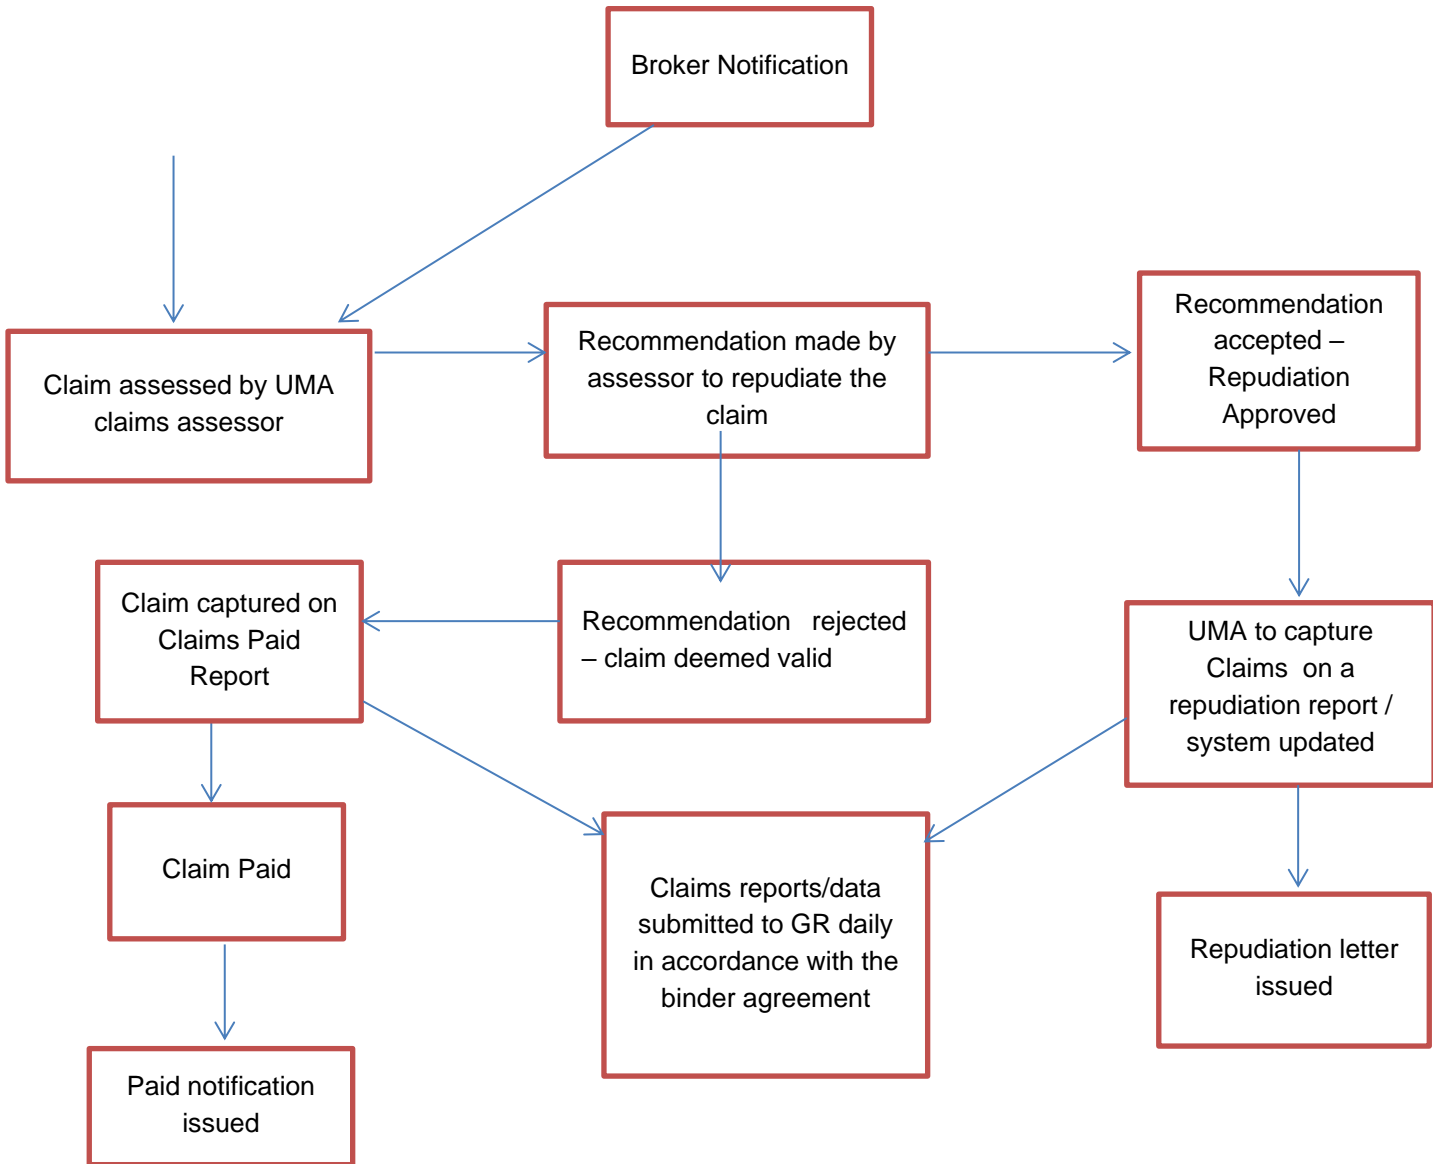 Broker Notification
Claim assessed by UMA
claims assessor
Recommendation made by
assessor to repudiate the
claim
Recommendation
accepted –
Repudiation
Approved
Claim captured on
Claims Paid
Report
Recommendation rejected
– claim deemed valid
UMA to capture
Claims on a
repudiation report /
system updated
Claim Paid
Claims reports/data
submitted to GR daily
in accordance with the
binder agreement
Repudiation letter
issued
Paid notification
issued